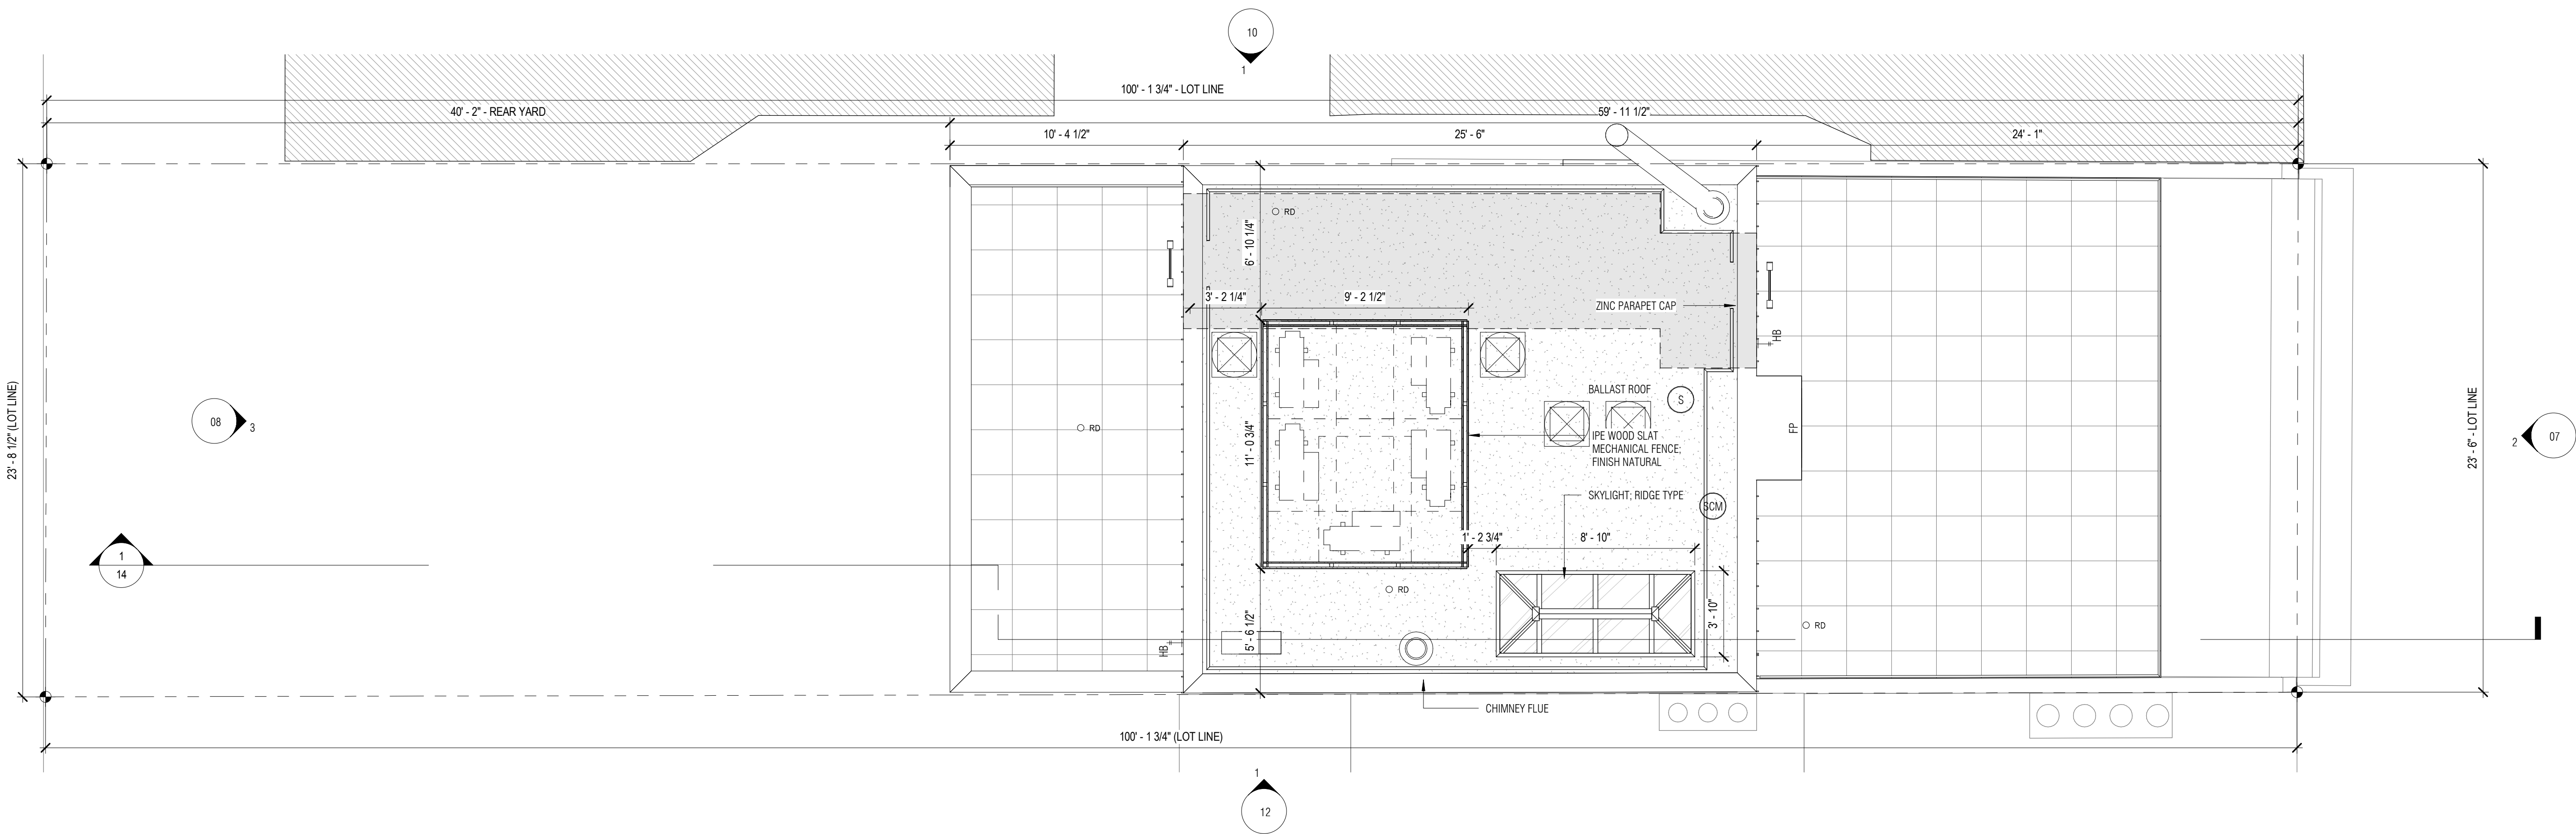 10
1
100' - 1 3/4" - LOT LINE
40' - 2" - REAR YARD
59' - 11 1/2"
10' - 4 1/2"
25' - 6"
24' - 1"
RD
6' - 10 1/4"
3' - 2 1/4"
9' - 2 1/2"
ZINC PARAPET CAP
HB
BALLAST ROOF
S
23' - 8 1/2" (LOT LINE)
08
3
RD
11' - 0 3/4"
IPE WOOD SLAT
MECHANICAL FENCE;
FINISH NATURAL
FP
23' - 6" - LOT LINE
2
07
SKYLIGHT; RIDGE TYPE
SCM
1' - 2 3/4"
8' - 10"
1
14
RD
3' - 10"
5' - 6 1/2"
RD
HB
CHIMNEY FLUE
100' - 1 3/4" (LOT LINE)
1
12